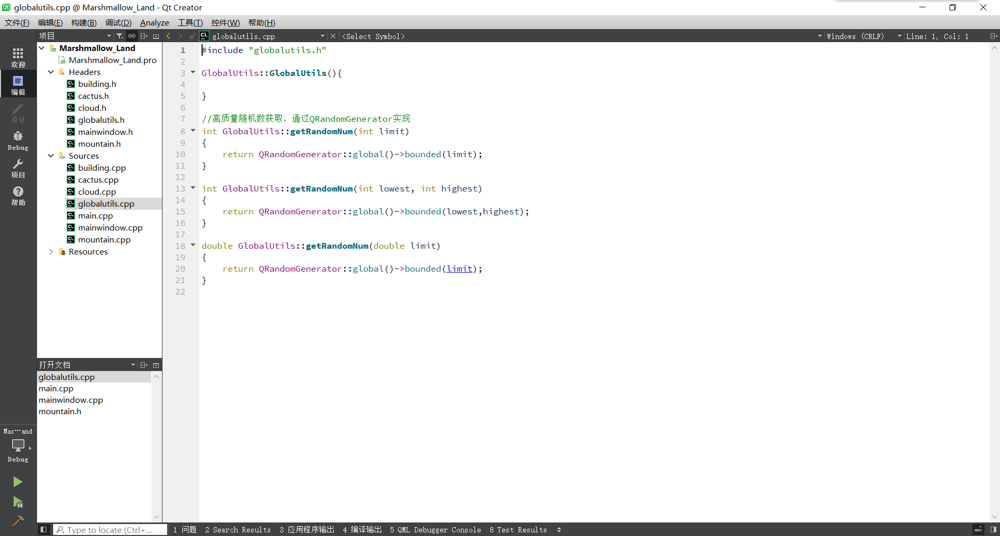 globalutils.cpp @ Marshmallow_Land - Qt Creator
文件(F) 编辑(E) 构建(B) 调试(D) Analyze 工具(T) 控件(W) 帮助(H)
项目
globalutils.cpp
<Select Symbol>
Windows (CRLF)
Line: 1, Col: 1
欢迎
编辑
设计
Debug
项目
帮助
Mar···and
Debug
Marshmallow_Land
Marshmallow_Land.pro
Headers
building.h
cactus.h
cloud.h
globalutils.h
mainwindow.h
mountain.h
Sources
building.cpp
cactus.cpp
cloud.cpp
globalutils.cpp
main.cpp
mainwindow.cpp
mountain.cpp
Resources
打开文档
globalutils.cpp
main.cpp
mainwindow.cpp
mountain.h
1 #include "globalutils.h"
2
3 GlobalUtils::GlobalUtils(){
4
5 }
6
7 //高质量随机数获取，通过QRandomGenerator实现
8 int GlobalUtils::getRandomNum(int limit)
9 {
10     return QRandomGenerator::global()->bounded(limit);
11 }
12
13 int GlobalUtils::getRandomNum(int lowest, int highest)
14 {
15     return QRandomGenerator::global()->bounded(lowest,highest);
16 }
17
18 double GlobalUtils::getRandomNum(double limit)
19 {
20     return QRandomGenerator::global()->bounded(limit);
21 }
22
Type to locate (Ctrl+...
1 问题 2 Search Results 3 应用程序输出 4 编译输出 5 QML Debugger Console 8 Test Results